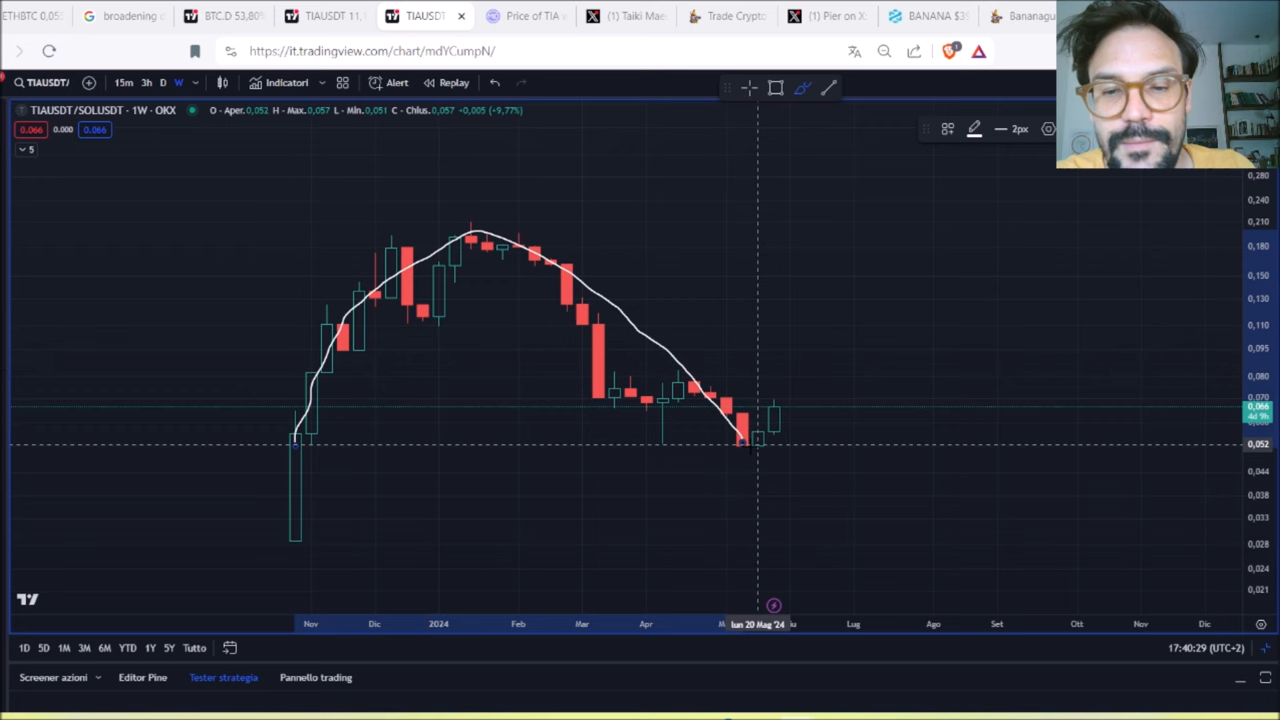 ETHBTC 0,05
broadening d
BTC.D 53,80%
TIAUSDT 11,1
TIAUSDT
Price of TIA
(1) Taiki Mae
Trade Crypto
(1) Pier on X:
BANANA $39
Bananagu
https://it.tradingview.com/chart/mdYCumpN/
TIAUSDT/
15m 3h D W
Indicatori
Alert
Replay
TIAUSDT/SOLUSDT · 1W · OKX
O - Aper.0,052 H - Max.0,057 L - Min.0,051 C - Chius.0,057 +0,005 (+9,77%)
2px
0.066 0.000 0.066
5
0,280
0,240
0,210
0,180
0,150
0,130
0,110
0,095
0,080
0,070
0,066
4d 9h
0,052
0,044
0,038
0,033
0,028
0,024
0,021
Nov Dic 2024 Feb Mar Apr lun 20 Mag '24 Lug Ago Set Ott Nov Dic
1D 5D 1M 3M 6M YTD 1Y 5Y Tutto
17:40:29 (UTC+2)
Screener azioni
Editor Pine
Tester strategia
Pannello trading